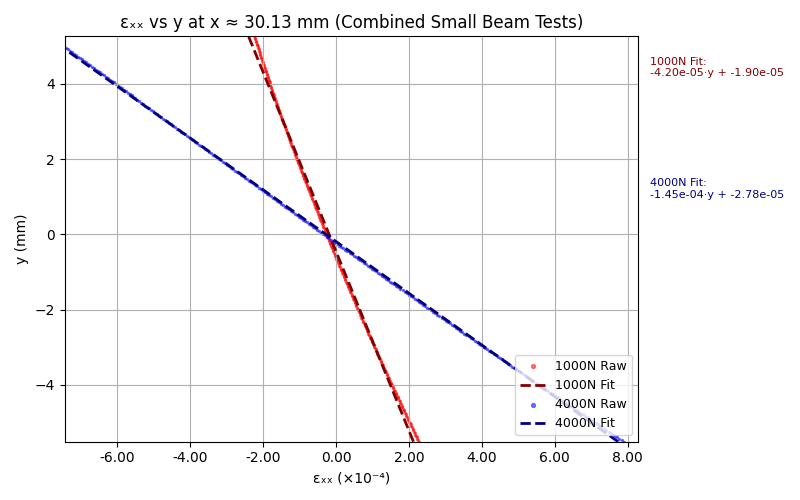 εₓₓ vs y at x ≈ 30.13 mm (Combined Small Beam Tests)
1000N Fit:
-4.20e-05·y + -1.90e-05
4000N Fit:
-1.45e-04·y + -2.78e-05
y (mm)
4
2
0
−2
−4
1000N Raw
1000N Fit
4000N Raw
4000N Fit
-6.00 -4.00 -2.00 0.00 2.00 4.00 6.00 8.00
εₓₓ (×10⁻⁴)